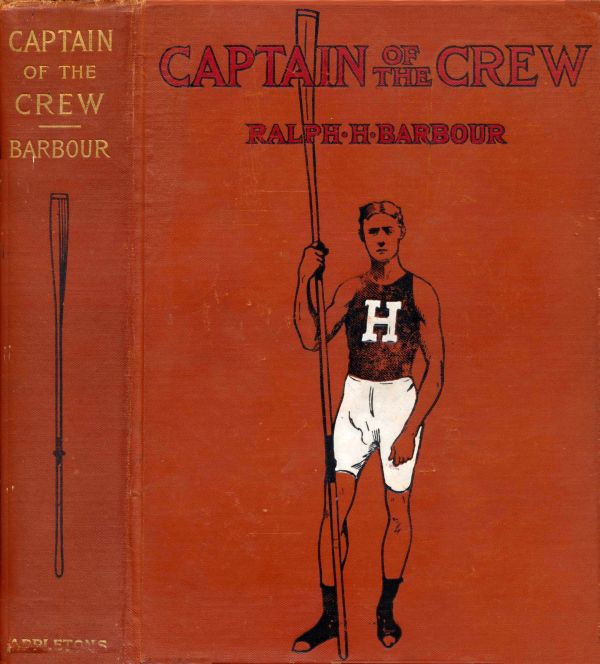 CAPTAIN
OF THE
CREW
BARBOUR
APPLETONS
CAPTAIN OF THE CREW
RALPH·H·BARBOUR
H